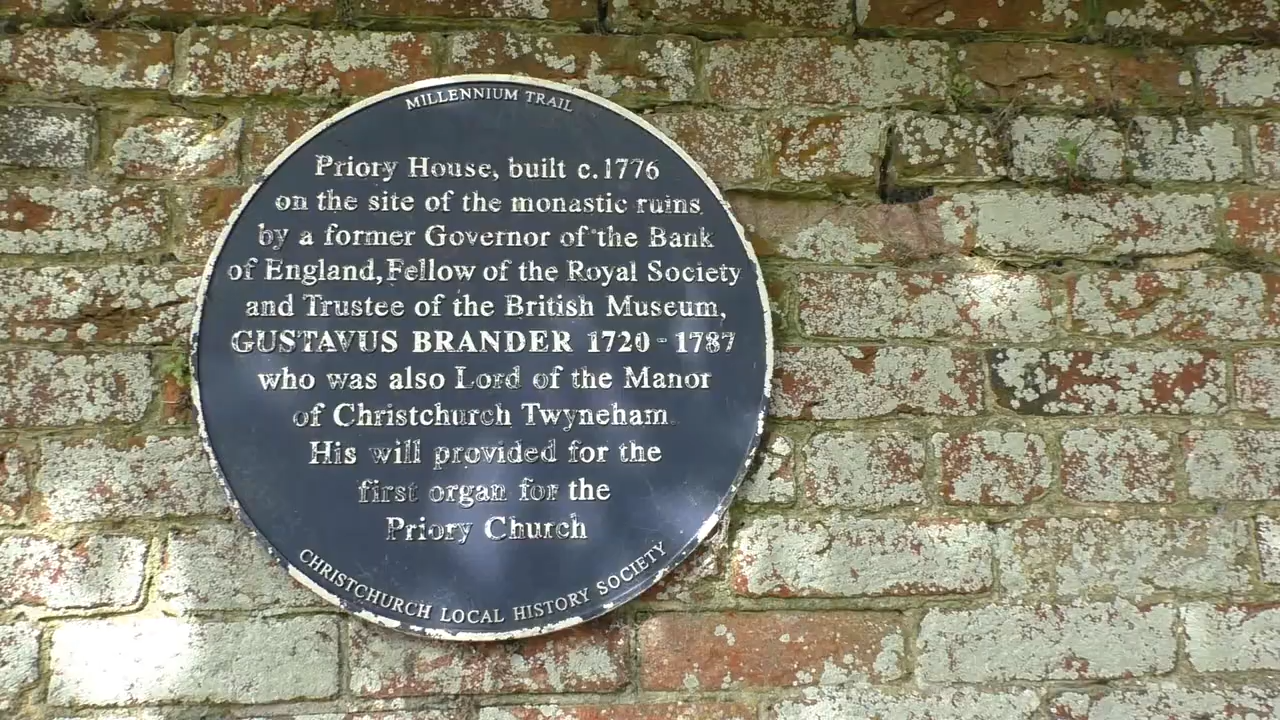 MILLENNIUM TRAIL
Priory House, built c.1776
on the site of the monastic ruins
by a former Governor of the Bank
of England, Fellow of the Royal Society
and Trustee of the British Museum,
GUSTAVUS BRANDER 1720 - 1787
who was also Lord of the Manor
of Christchurch Twyneham
His will provided for the
first organ for the
Priory Church
CHRISTCHURCH LOCAL HISTORY SOCIETY